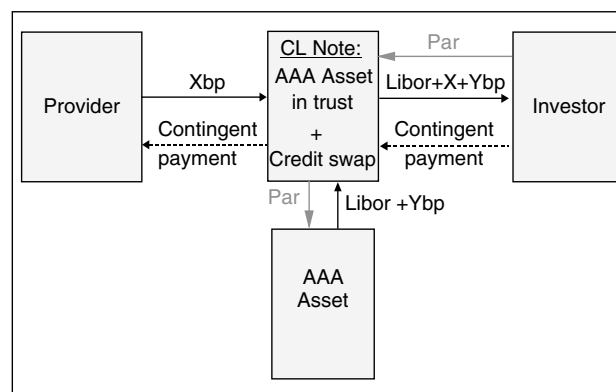 CL Note:
AAA Asset
in trust
+
Credit swap
Provider
Xbp
Contingent
payment
Par
Libor+X+Ybp
Contingent
payment
Investor
Par
Libor +Ybp
AAA
Asset